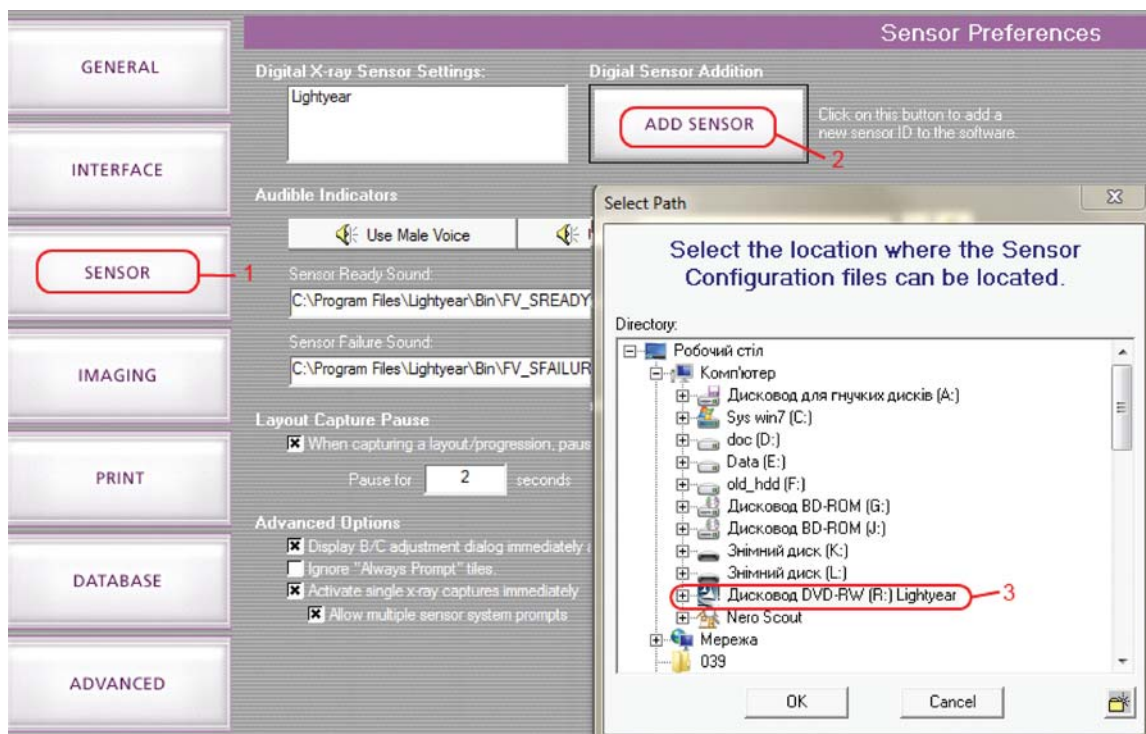 Sensor Preferences
GENERAL
INTERFACE
SENSOR
1
IMAGING
PRINT
DATABASE
ADVANCED
Digital X-ray Sensor Settings:
Lightyear
Digial Sensor Addition
ADD SENSOR
2
Click on this button to add a
new sensor ID to the software.
Audible Indicators
Use Male Voice
Sensor Ready Sound:
C:\Program Files\Lightyear\Bin\FV_SREADY
Sensor Failure Sound:
C:\Program Files\Lightyear\Bin\FV_SFAILUR
Layout Capture Pause
When capturing a layout/progression, paus
Pause for 2 seconds
Advanced Options
Display B/C adjustment dialog immediately
Ignore "Always Prompt" tiles.
Activate single x-ray captures immediately
Allow multiple sensor system prompts
Select Path
Select the location where the Sensor
Configuration files can be located.
Directory:
Робочий стіл
Комп'ютер
Дисковод для гнучких дисків (A:)
Sys win7 (C:)
doc (D:)
Data (E:)
old_hdd (F:)
Дисковод BD-ROM (G:)
Дисковод BD-ROM (J:)
Знімний диск (K:)
Знімний диск (L:)
Дисковод DVD-RW (R:) Lightyear
3
Nero Scout
Мережа
039
OK
Cancel